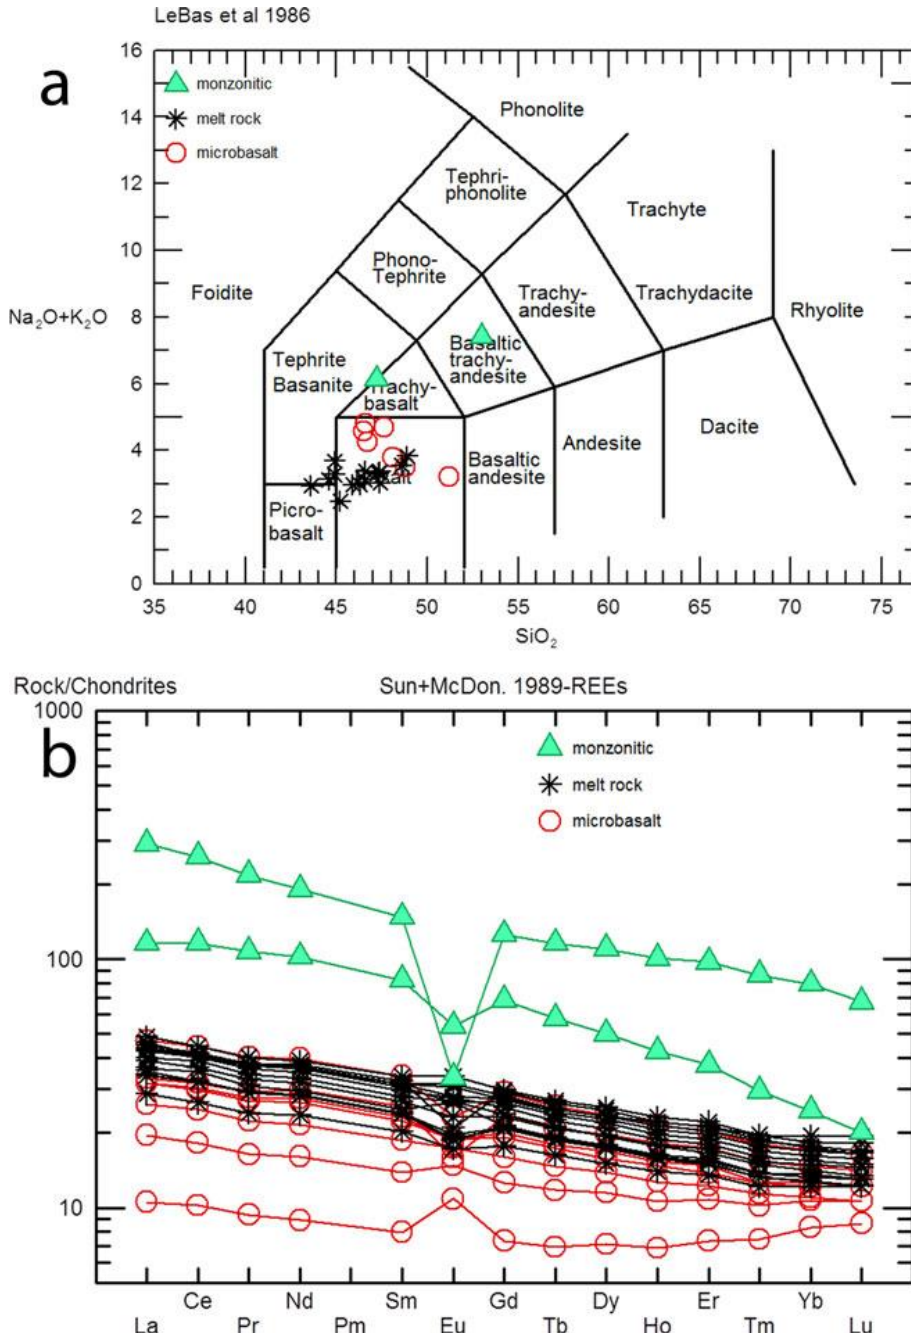 LeBas et al 1986
a
monzonitic
melt rock
microbasalt
16
14
12
10
8
6
4
2
0
Na₂O+K₂O
Phonolite
Tephri-
phonolite
Trachyte
Phono-
Tephrite
Foidite
Trachy-
andesite
Trachydacite
Rhyolite
Basaltic
trachy-
andesite
Tephrite
Basanite
Trachy-
basalt
Dacite
Andesite
Basaltic
andesite
Picro-
basalt
35 40 45 50 55 60 65 70 75
SiO₂
Rock/Chondrites
Sun+McDon. 1989-REEs
b
monzonitic
melt rock
microbasalt
1000
100
10
Ce Nd Sm Gd Dy Er Yb
La Pr Pm Eu Tb Ho Tm Lu